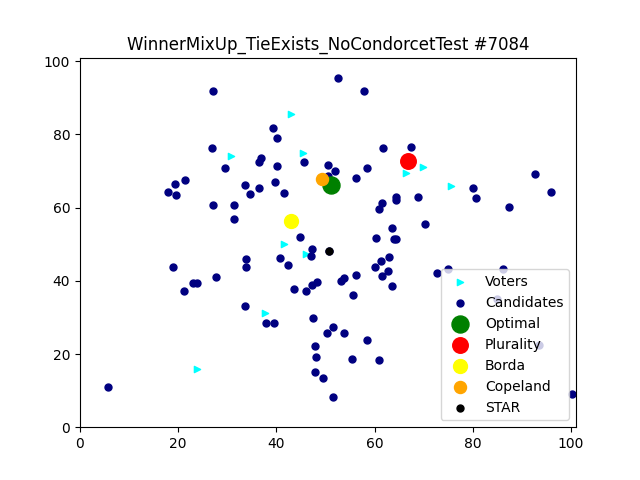 WinnerMixUp_TieExists_NoCondorcetTest #7084
100
80
60
40
20
0
0 20 40 60 80 100
Voters
Candidates
Optimal
Plurality
Borda
Copeland
STAR